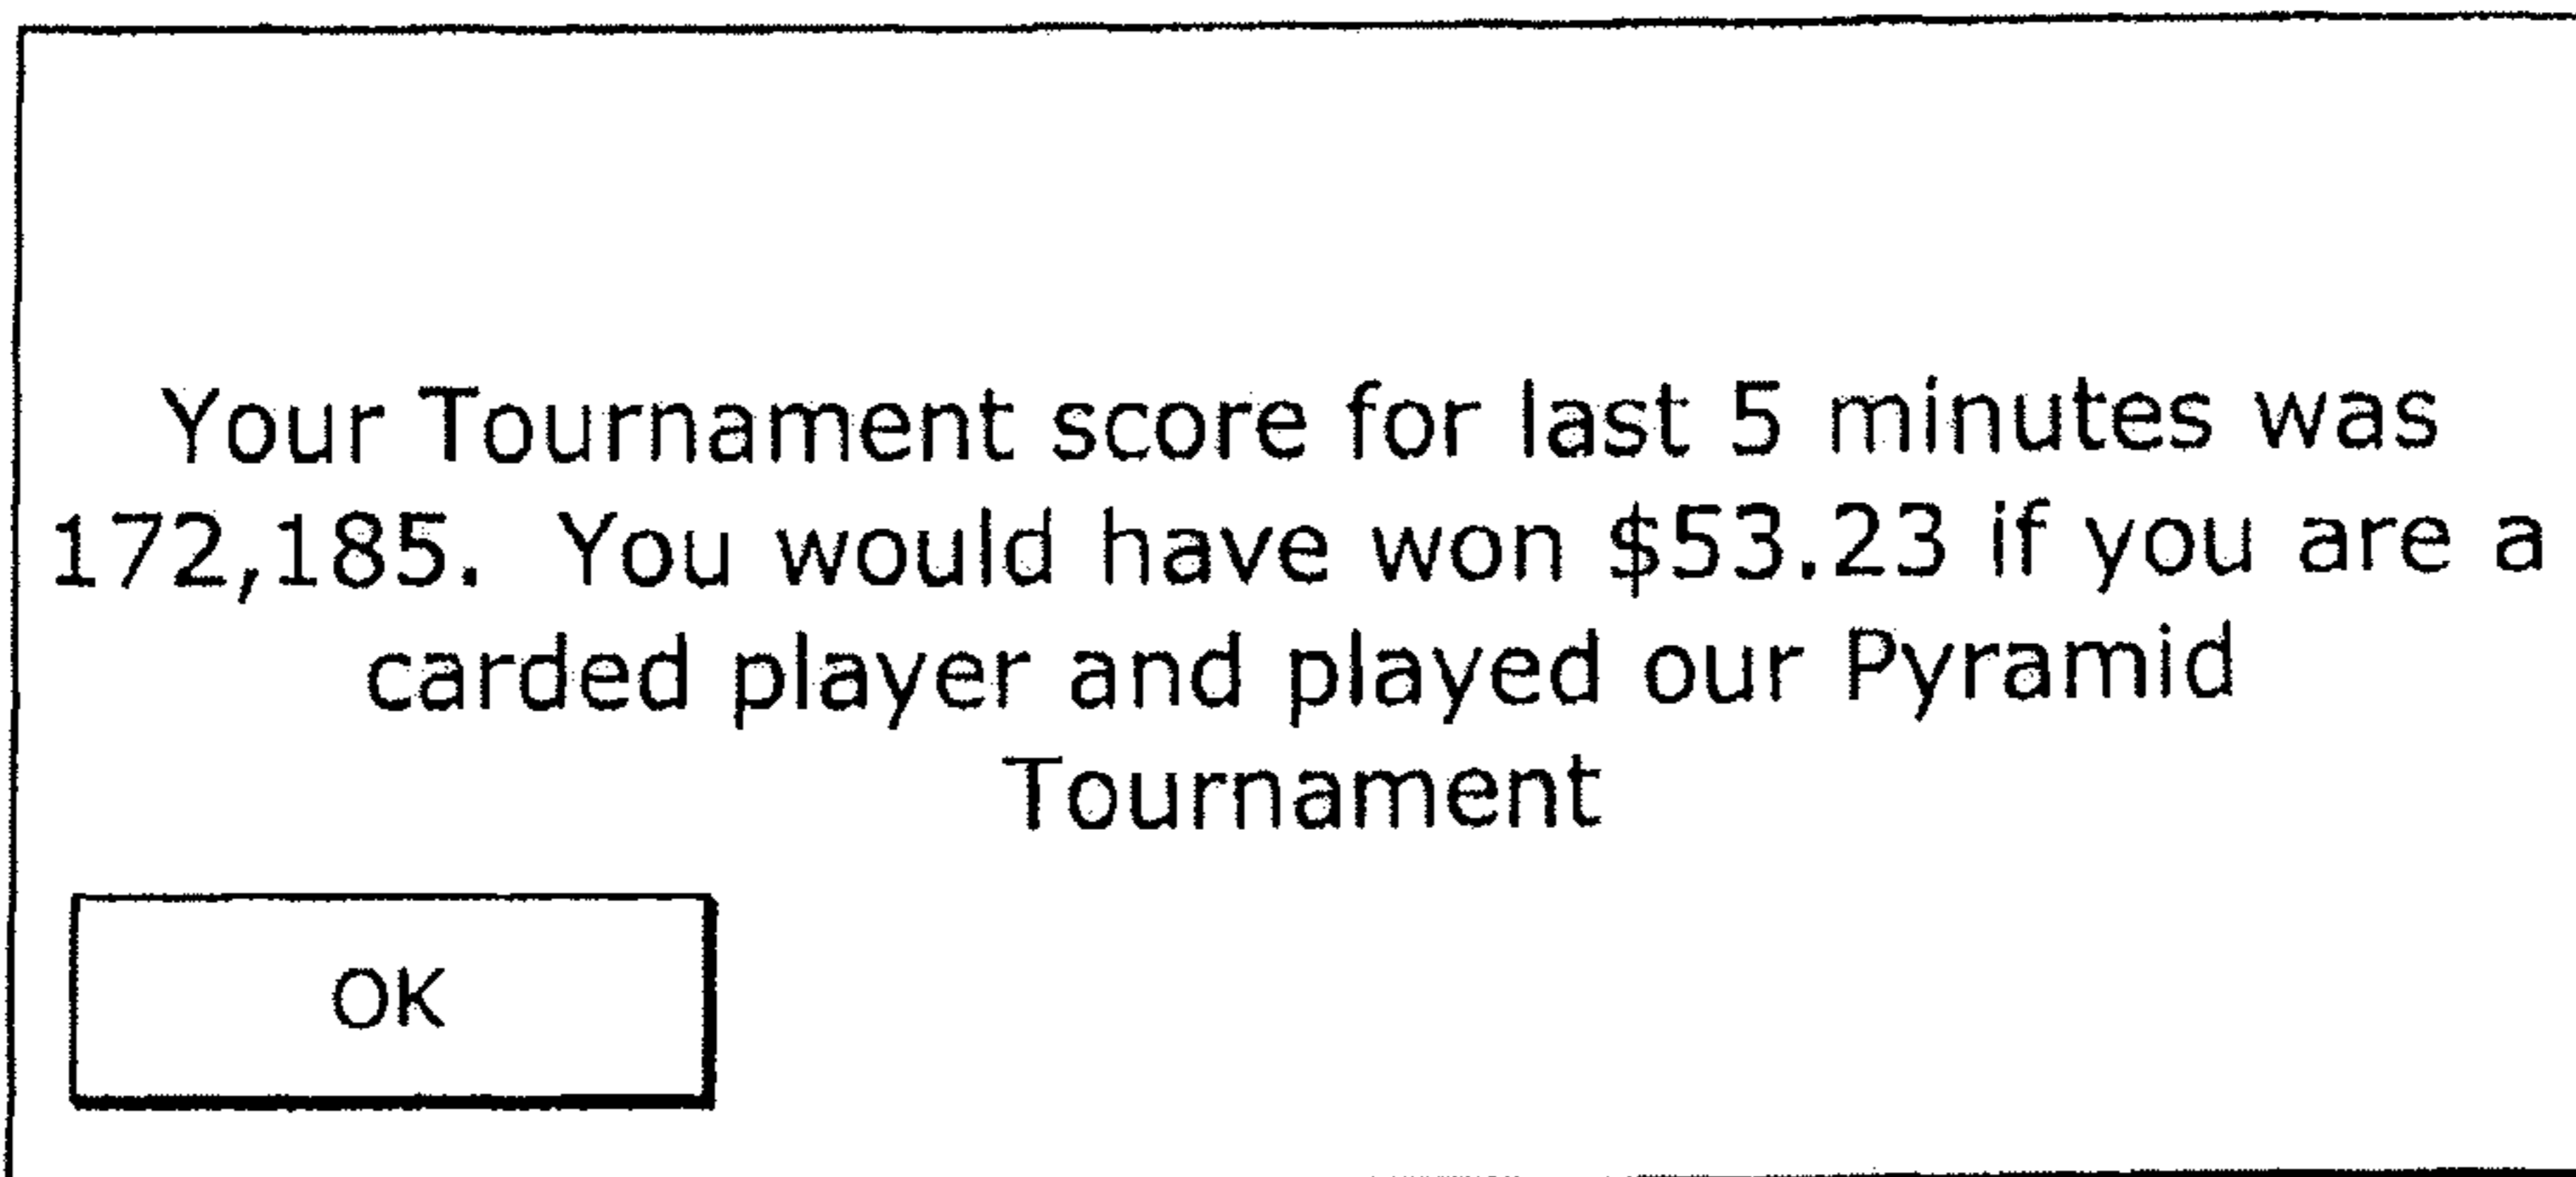 Your Tournament score for last 5 minutes was
172,185. You would have won $53.23 if you are a
carded player and played our Pyramid
Tournament
OK